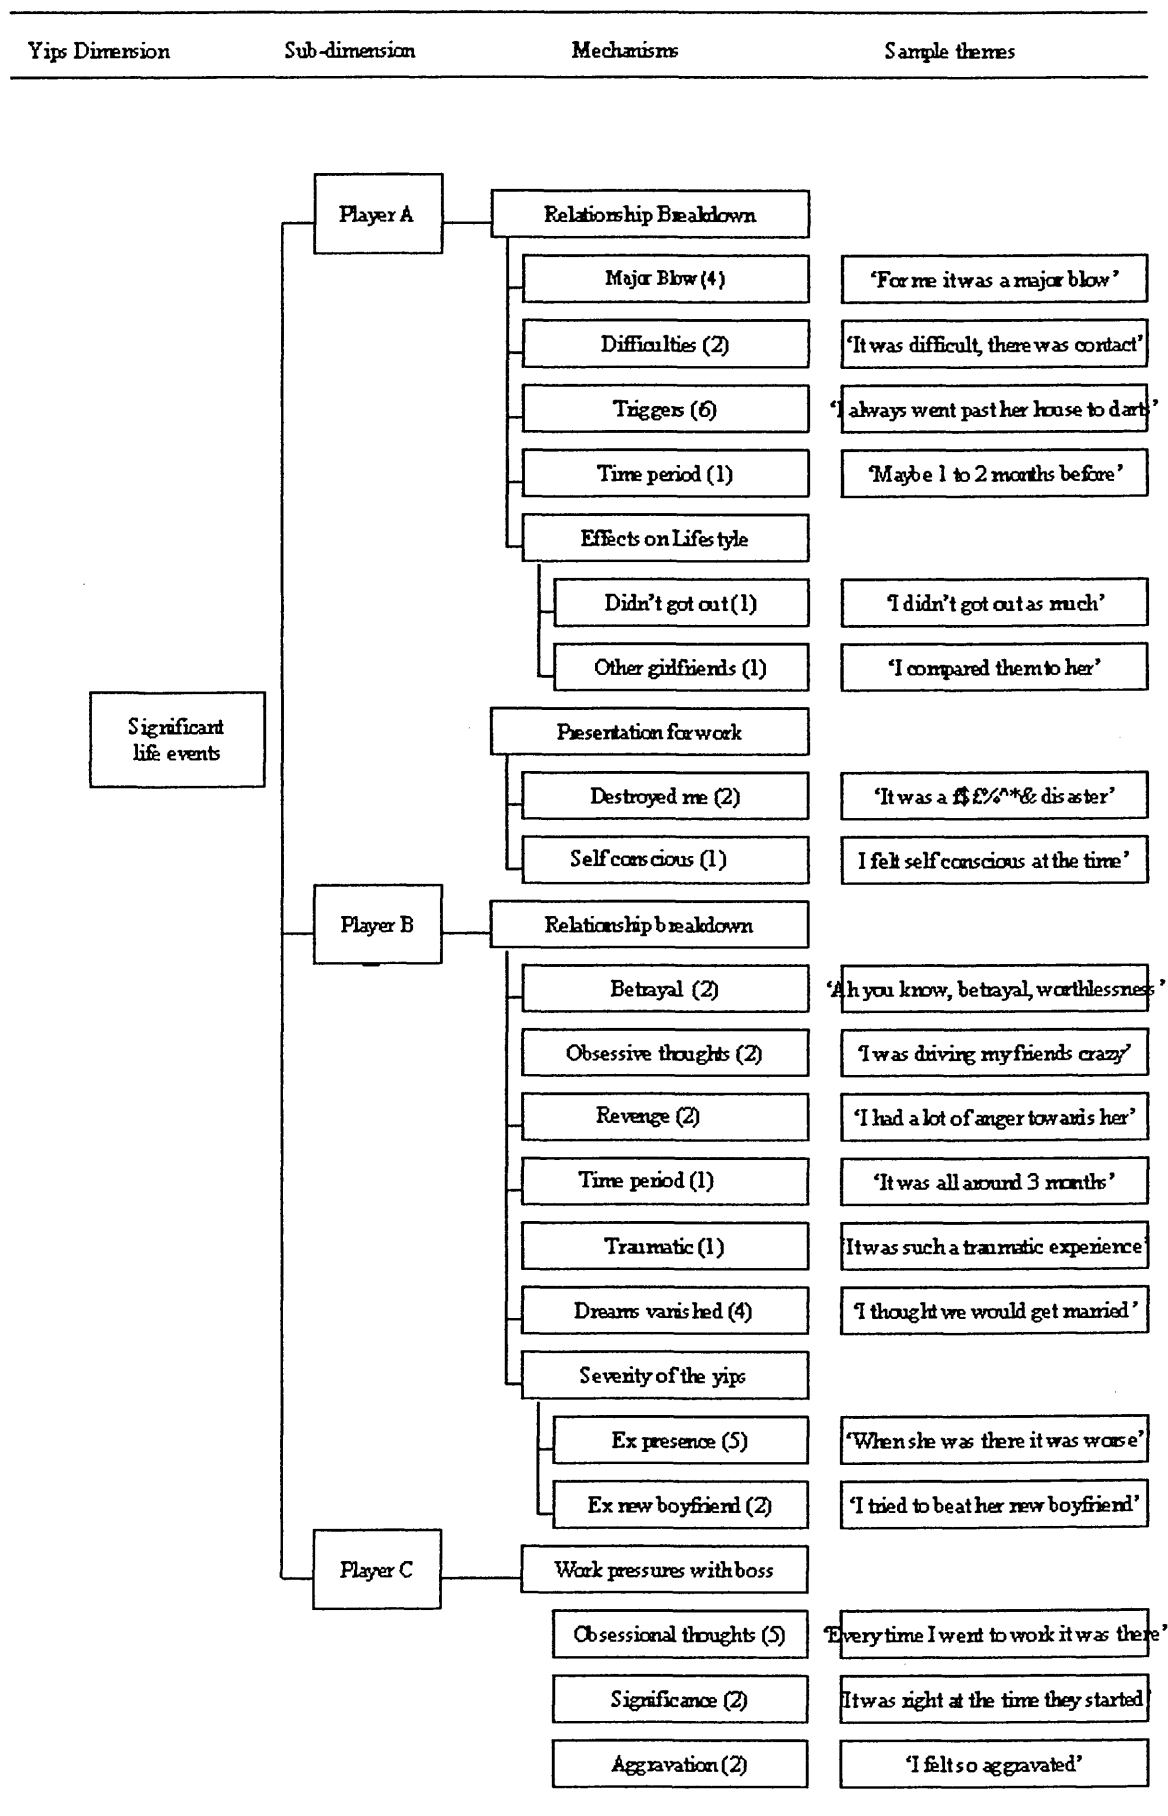 Yips Dimension Sub-dimension Mechanisms Sample themes
Player A Relationship Breakdown
Major Blow (4) ‘For me it was a major blow’
Difficulties (2) ‘It was difficult, there was contact’
Triggers (6) ‘I always went past her house to darts’
Time period (1) ‘Maybe 1 to 2 months before’
Effects on Lifestyle
Didn’t got out (1) ‘I didn’t got out as much’
Other girlfriends (1) ‘I compared them to her’
Significant
life events
Presentation for work
Destroyed me (2) ‘It was a f$£%^*& disaster’
Self conscious (1) I felt self conscious at the time’
Player B Relationship breakdown
Betrayal (2) ‘Ah you know, betrayal, worthlessness’
Obsessive thoughts (2) ‘I was driving my friends crazy’
Revenge (2) ‘I had a lot of anger towards her’
Time period (1) ‘It was all around 3 months’
Traumatic (1) ‘It was such a traumatic experience’
Dreams vanished (4) ‘I thought we would get married’
Severity of the yips
Ex presence (5) ‘When she was there it was worse’
Ex new boyfriend (2) ‘I tried to beat her new boyfriend’
Player C Work pressures with boss
Obsessional thoughts (5) ‘Every time I went to work it was there’
Significance (2) ‘It was right at the time they started’
Aggravation (2) ‘I felt so aggravated’